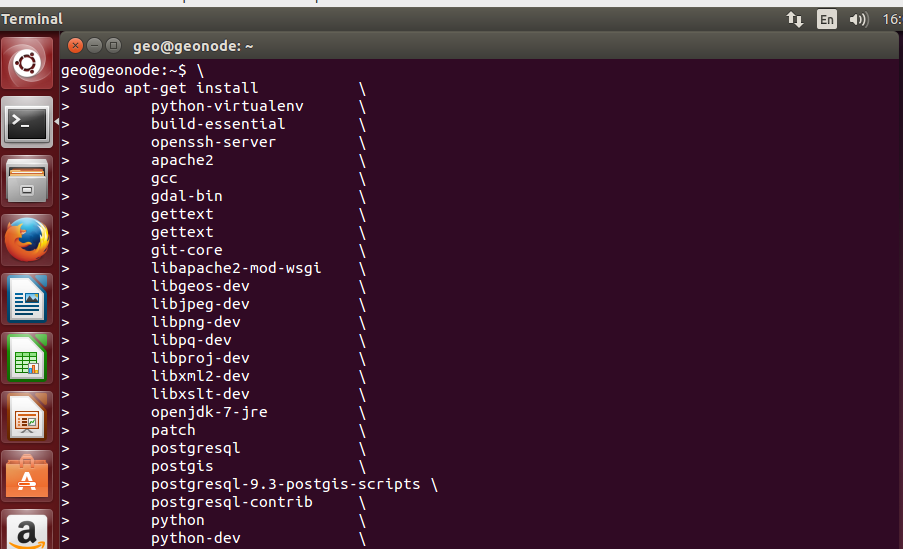 Terminal
En
16:
geo@geonode: ~
geo@geonode:~$ \
> sudo apt-get install \
> python-virtualenv \
> build-essential \
> openssh-server \
> apache2 \
> gcc \
> gdal-bin \
> gettext \
> gettext \
> git-core \
> libapache2-mod-wsgi \
> libgeos-dev \
> libjpeg-dev \
> libpng-dev \
> libpq-dev \
> libproj-dev \
> libxml2-dev \
> libxslt-dev \
> openjdk-7-jre \
> patch \
> postgresql \
> postgis \
> postgresql-9.3-postgis-scripts \
> postgresql-contrib \
> python \
> python-dev \